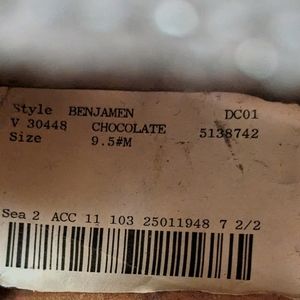 Style BENJAMEN DC01
V 30448 CHOCOLATE 5138742
Size 9.5#M
Sea 2 ACC 11 103 25011948 7 2/2